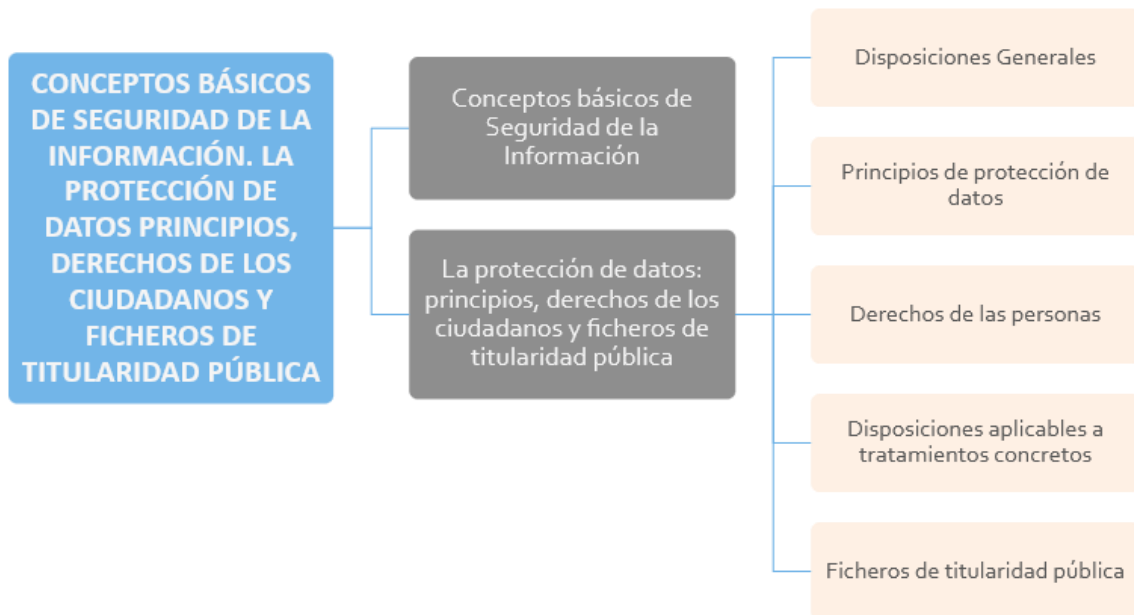 CONCEPTOS BÁSICOS
DE SEGURIDAD DE LA
INFORMACIÓN. LA
PROTECCIÓN DE
DATOS PRINCIPIOS,
DERECHOS DE LOS
CIUDADANOS Y
FICHEROS DE
TITULARIDAD PÚBLICA
Conceptos básicos de
Seguridad de la
Información
La protección de datos:
principios, derechos de los
ciudadanos y ficheros de
titularidad pública
Disposiciones Generales
Principios de protección de
datos
Derechos de las personas
Disposiciones aplicables a
tratamientos concretos
Ficheros de titularidad pública